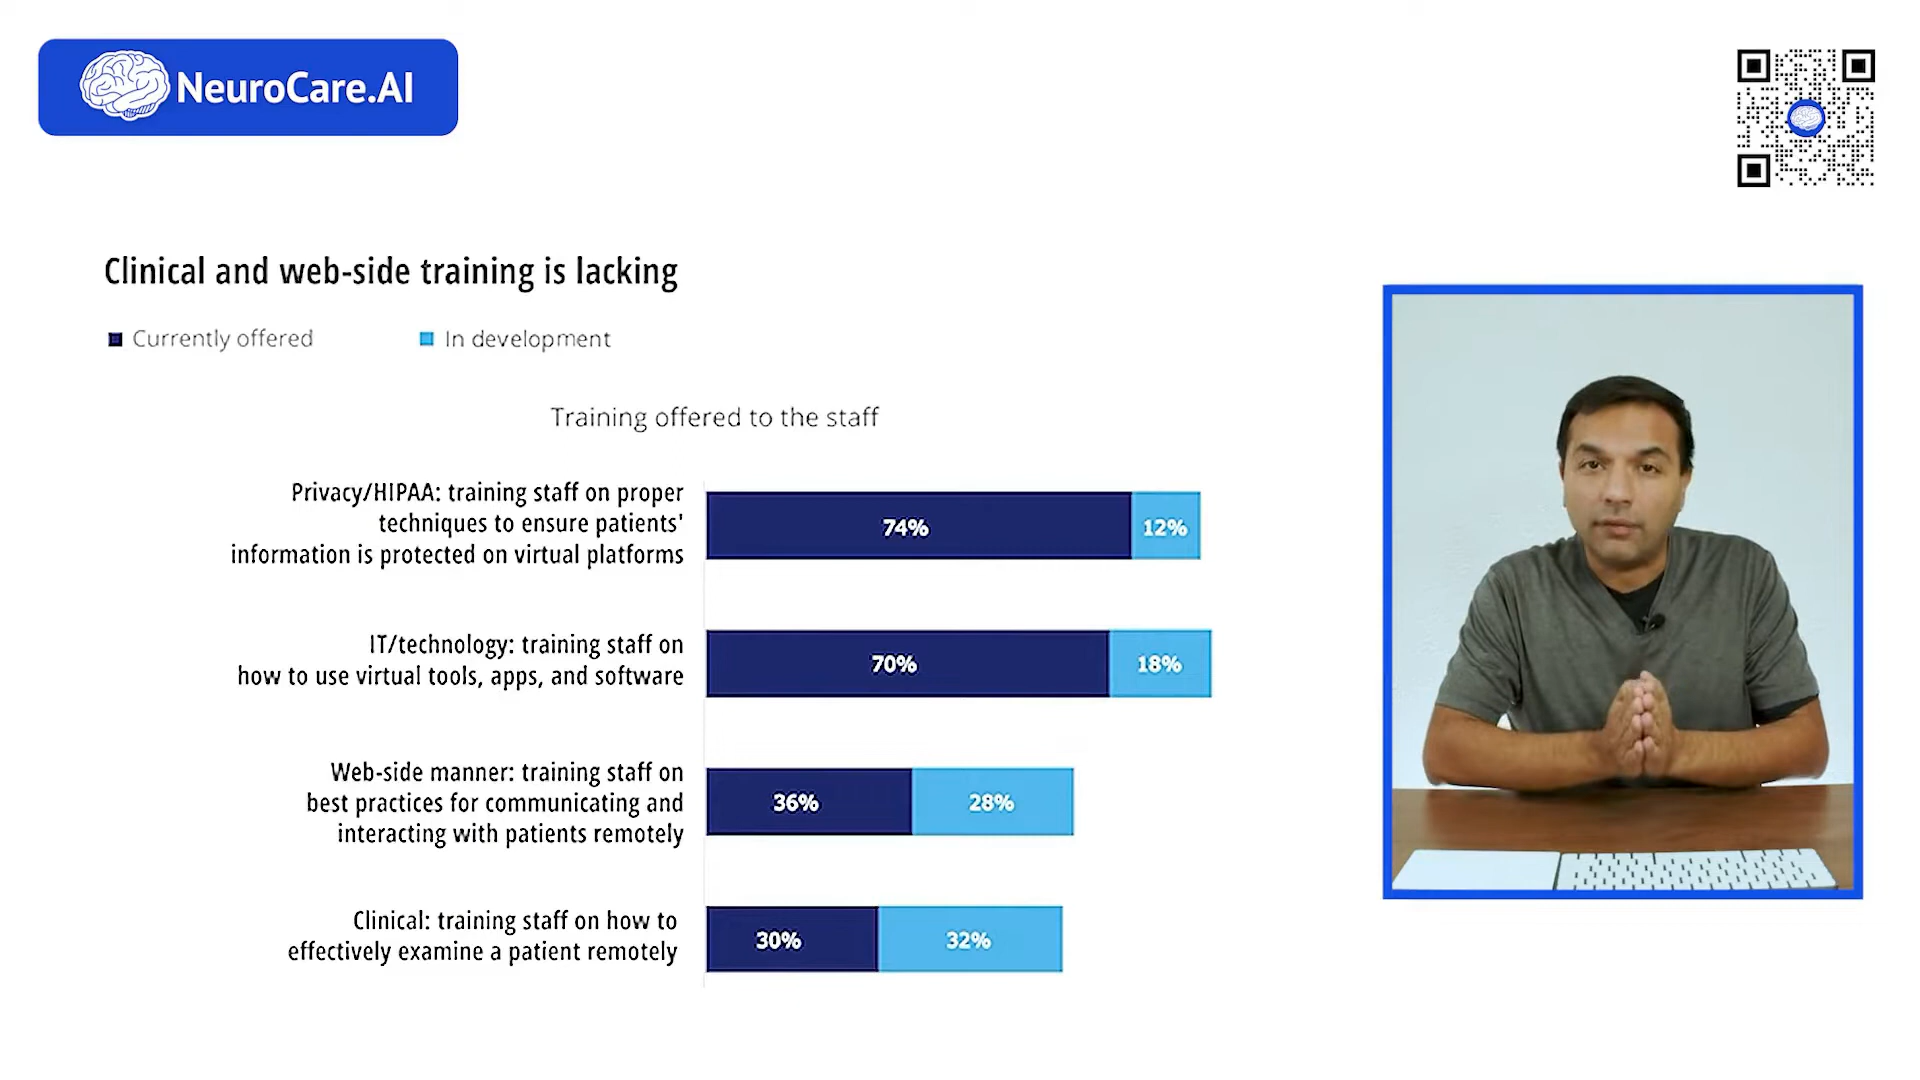 NeuroCare.AI
Clinical and web-side training is lacking
Currently offered
In development
Training offered to the staff
Privacy/HIPAA: training staff on proper
techniques to ensure patients'
information is protected on virtual platforms
74%
12%
IT/technology: training staff on
how to use virtual tools, apps, and software
70%
18%
Web-side manner: training staff on
best practices for communicating and
interacting with patients remotely
36%
28%
Clinical: training staff on how to
effectively examine a patient remotely
30%
32%